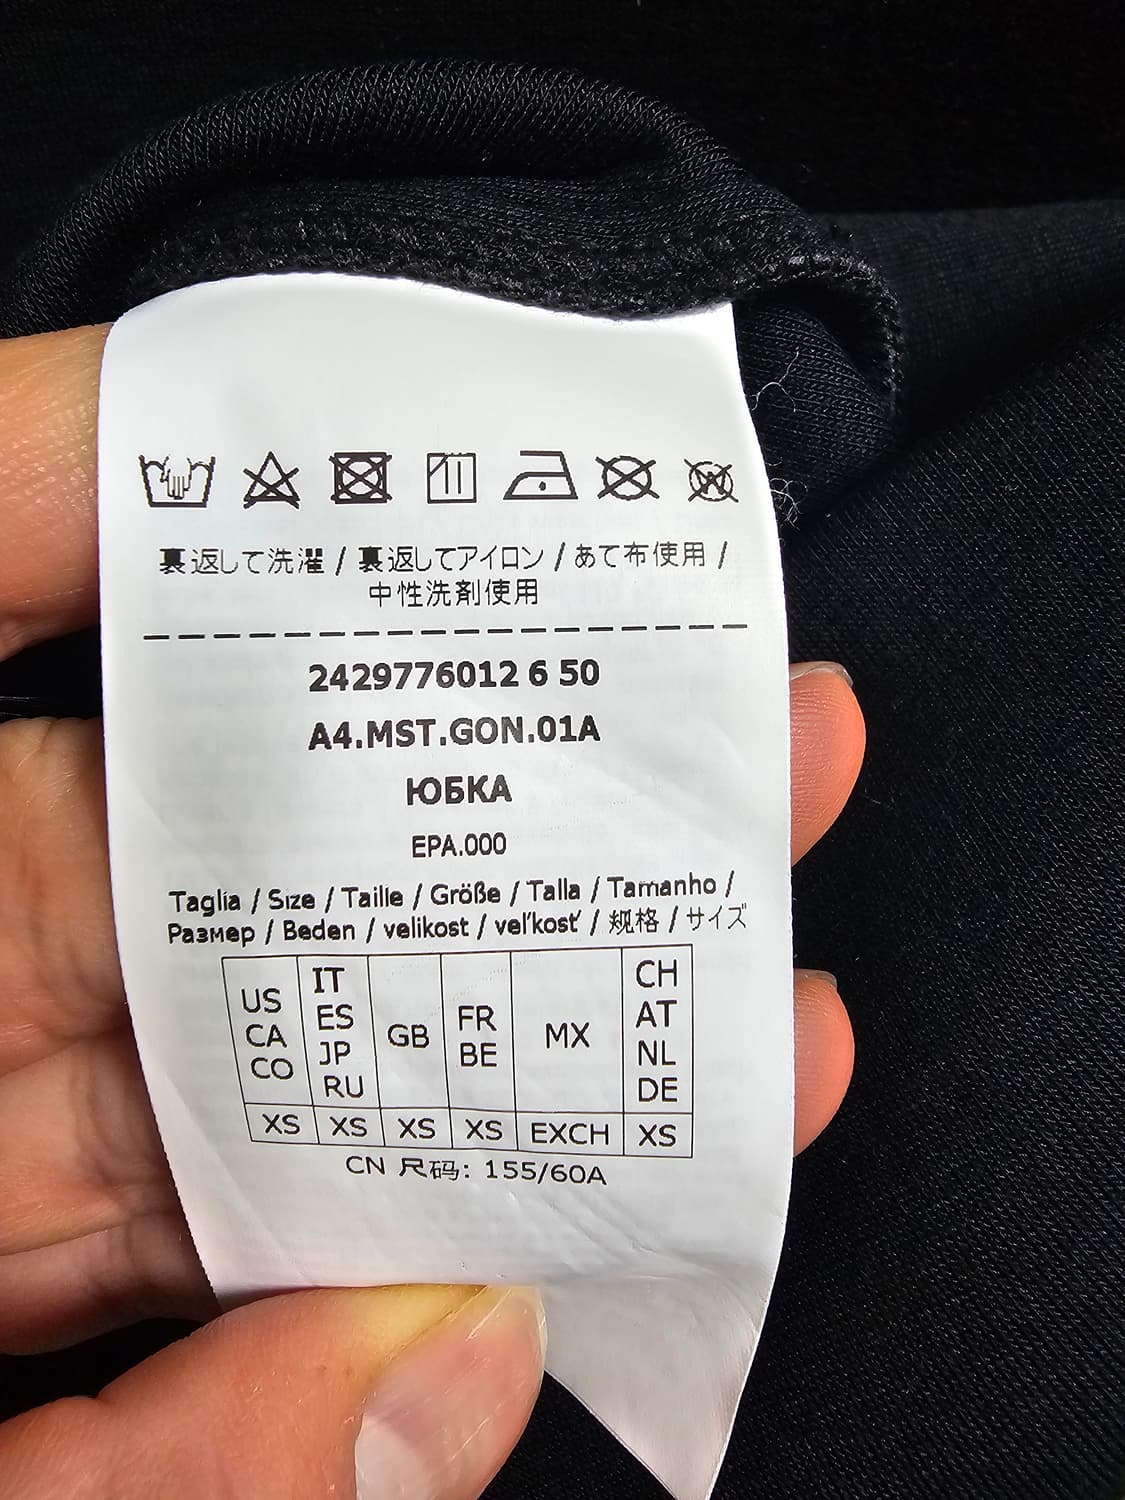 裏返して洗濯 / 裏返してアイロン / あて布使用 /
中性洗剤使用
2429776012 6 50
A4.MST.GON.01A
ЮБКА
EPA.000
Taglia / Size / Taille / Größe / Talla / Tamanho /
Размер / Beden / velikost / veľkosť / 规格 / サイズ
US CA CO
IT ES JP RU
GB
FR BE
MX
CH AT NL DE
XS XS XS XS EXCH XS
CN 尺码: 155/60A